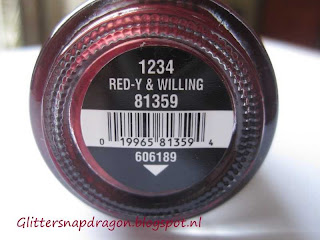 1234
RED-Y & WILLING
81359
0 19965 81359 4
606189
Glittersnapdragon.blogspot.nl